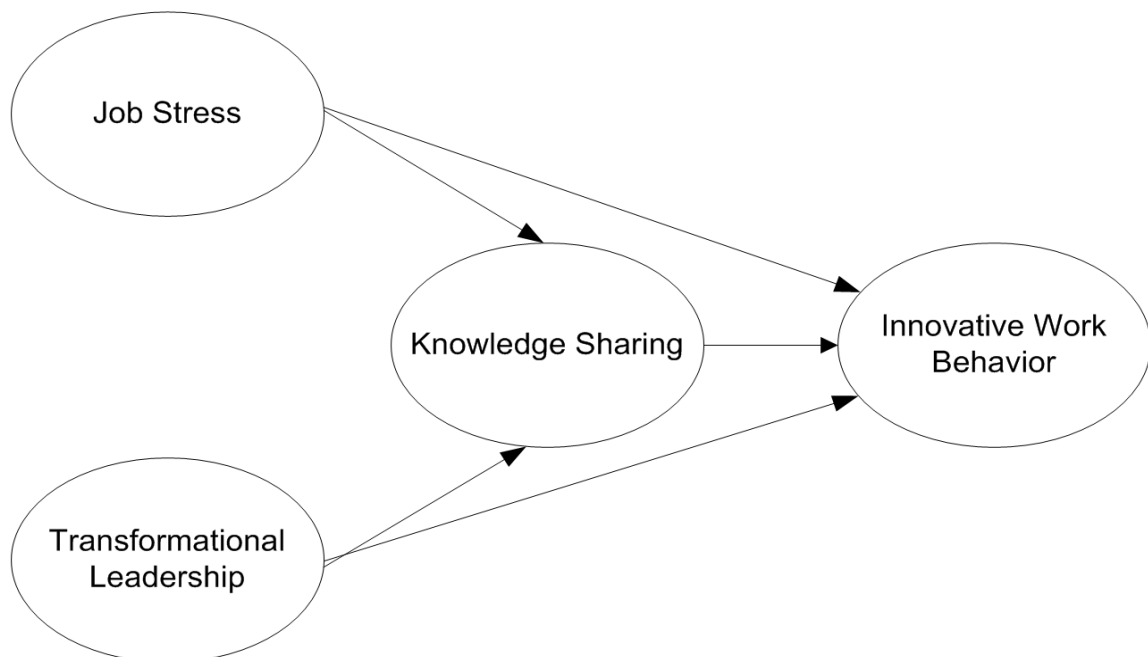 Job Stress
Knowledge Sharing
Innovative Work
Behavior
Transformational
Leadership